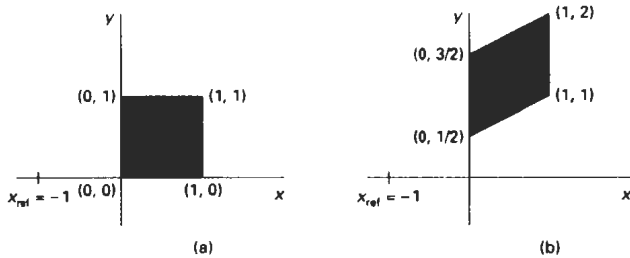 y
(0, 1)
(1, 1)
x_ref = −1
(0, 0)
(1, 0)
x
(a)
y
(1, 2)
(0, 3/2)
(1, 1)
(0, 1/2)
x_ref = −1
x
(b)